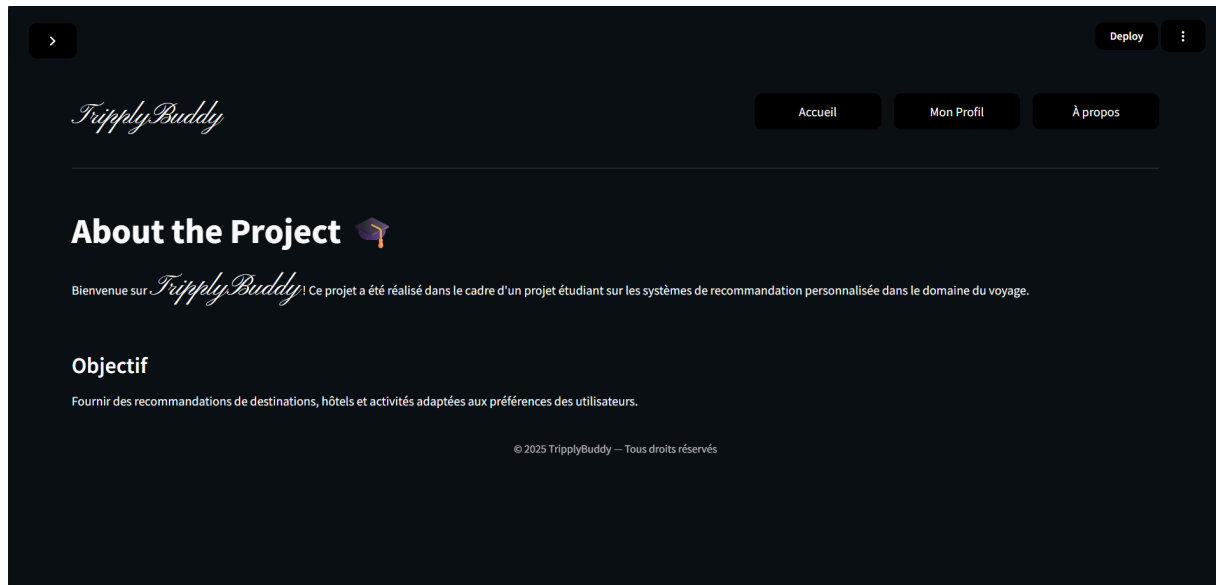 Deploy
TripplyBuddy
Accueil
Mon Profil
À propos
About the Project
Bienvenue sur TripplyBuddy ! Ce projet a été réalisé dans le cadre d'un projet étudiant sur les systèmes de recommandation personnalisée dans le domaine du voyage.
Objectif
Fournir des recommandations de destinations, hôtels et activités adaptées aux préférences des utilisateurs.
© 2025 TripplyBuddy — Tous droits réservés